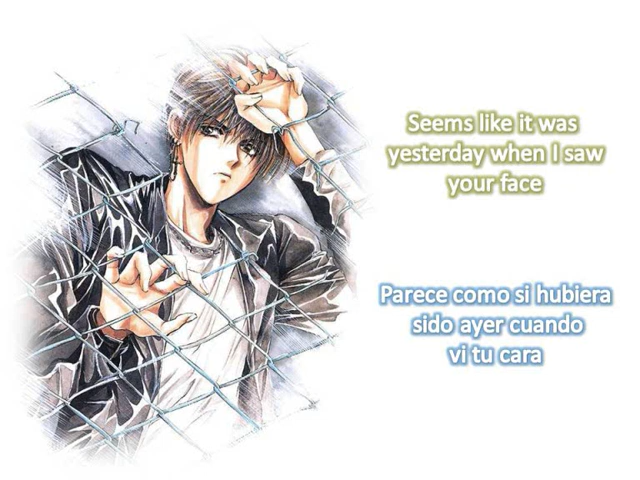 Seems like it was
yesterday when I saw
your face
Parece como si hubiera
sido ayer cuando
vi tu cara